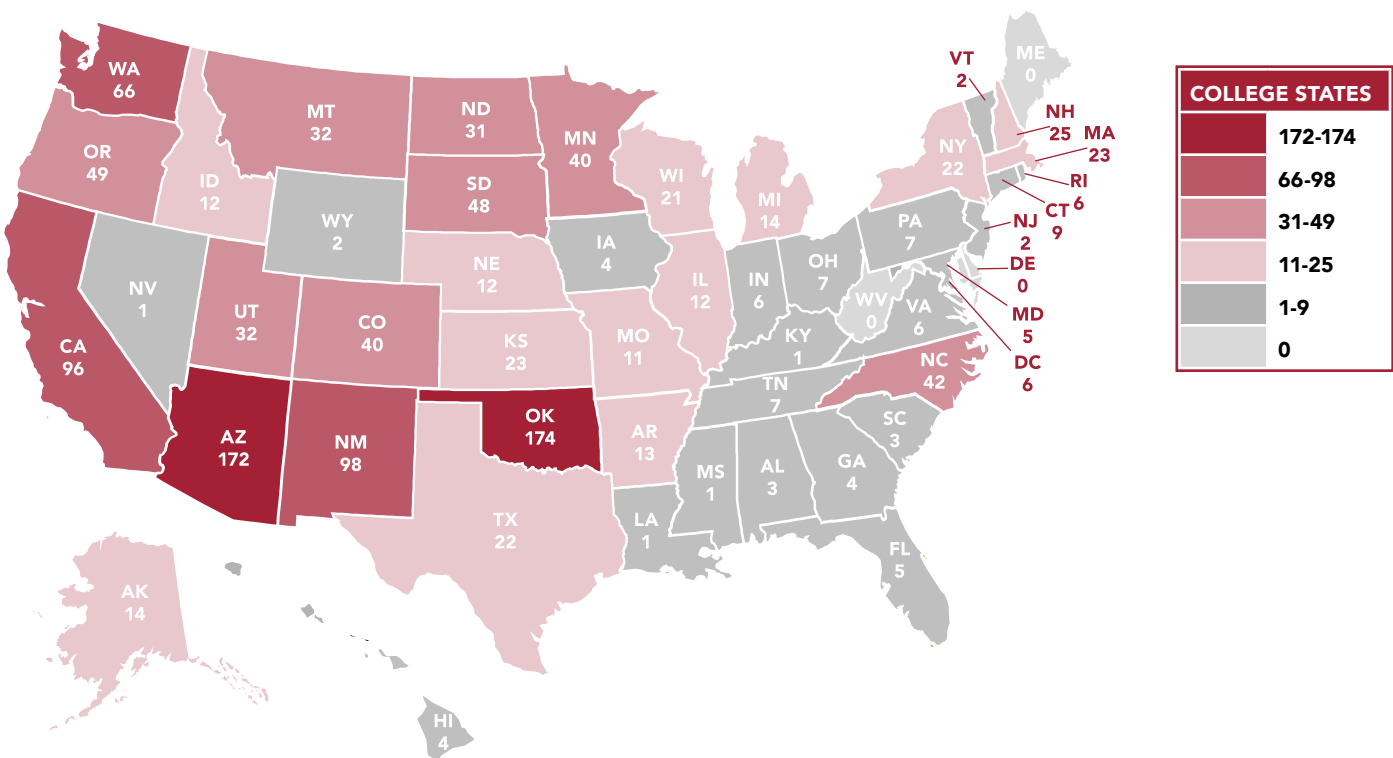 WA
66
OR
49
CA
96
NV
1
ID
12
MT
32
WY
2
UT
32
CO
40
AZ
172
NM
98
ND
31
SD
48
NE
12
KS
23
OK
174
TX
22
MN
40
IA
4
MO
11
AR
13
LA
1
WI
21
IL
12
MI
14
IN
6
OH
7
KY
1
TN
7
MS
1
AL
3
GA
4
FL
5
SC
3
NC
42
VA
6
WV
0
PA
7
NY
22
VT
2
ME
0
NH
25
MA
23
RI
6
CT
9
NJ
2
DE
0
MD
5
DC
6
AK
14
HI
4
COLLEGE STATES
172-174
66-98
31-49
11-25
1-9
0